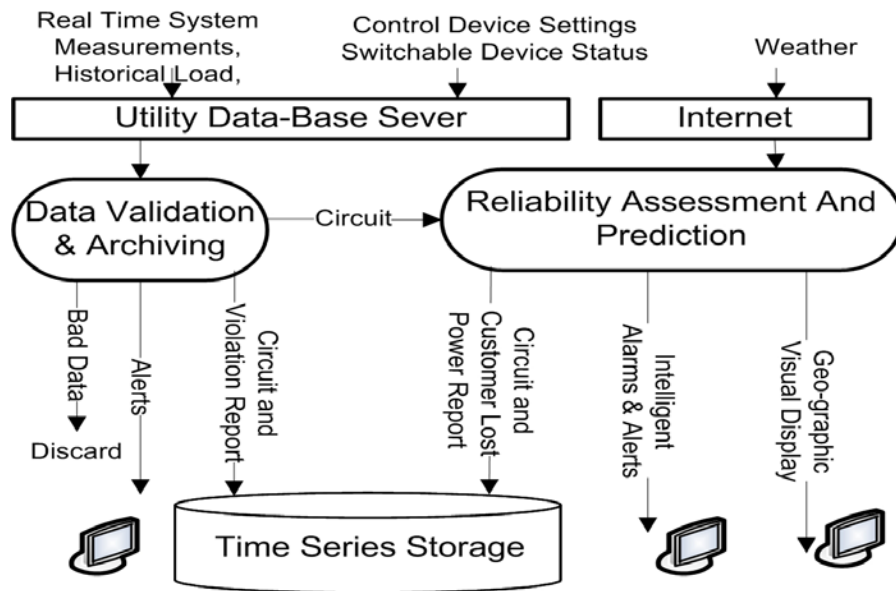 Real Time System
Measurements,
Historical Load,
Control Device Settings
Switchable Device Status
Weather
Utility Data-Base Sever
Internet
Data Validation
& Archiving
Circuit
Reliability Assessment And
Prediction
Bad Data
Alerts
Circuit and
Violation Report
Circuit and
Customer Lost
Power Report
Intelligent
Alarms & Alerts
Geo-graphic
Visual Display
Discard
Time Series Storage